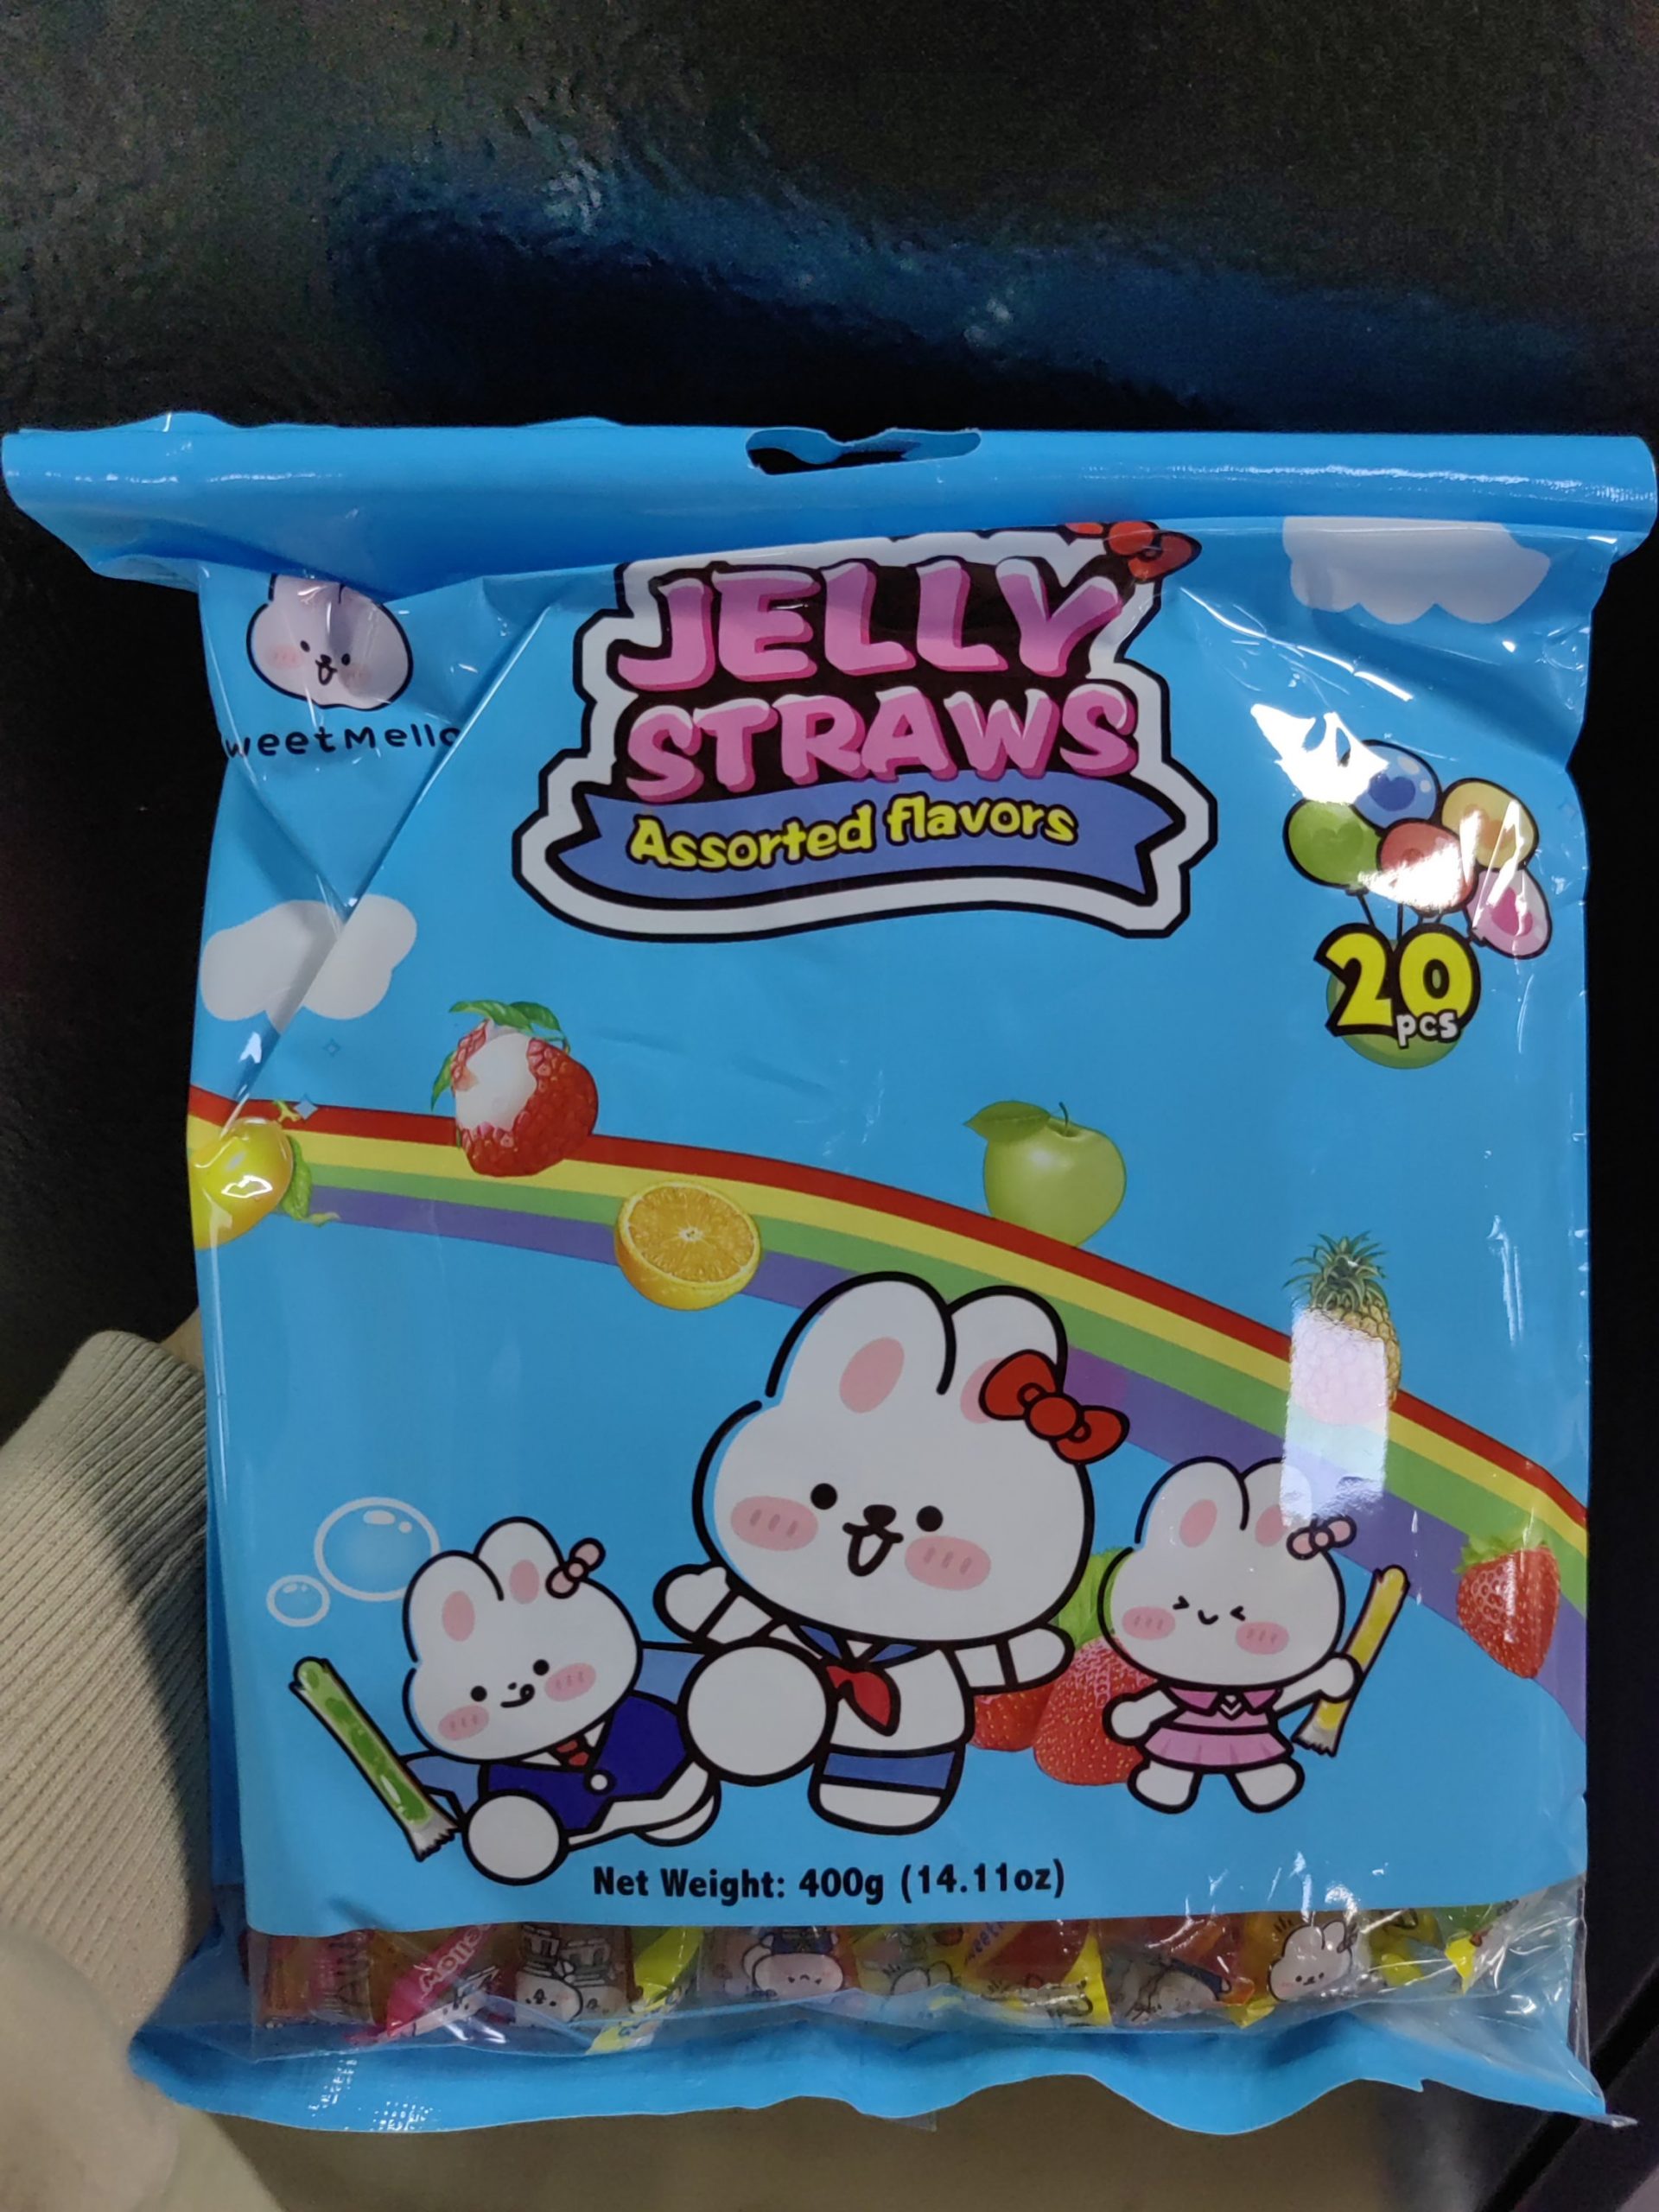 JELLY
STRAWS
Assorted flavors
weetMello
20
pcs
Net Weight: 400g (14.11oz)